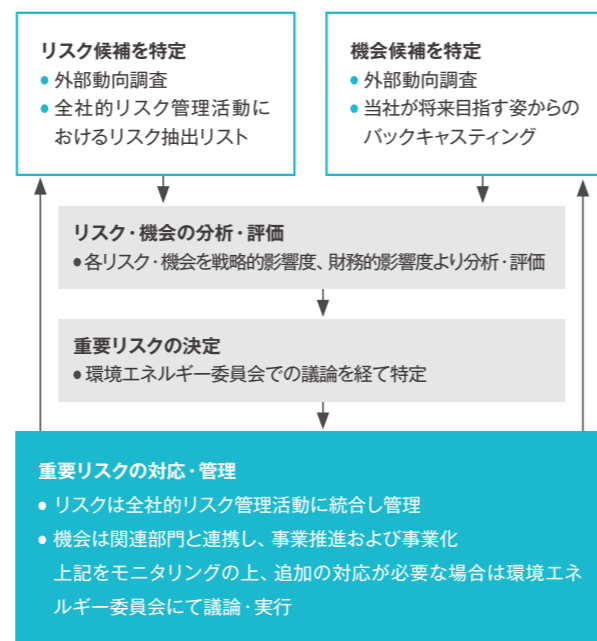 リスク候補を特定
● 外部動向調査
● 全社的リスク管理活動に
おけるリスク抽出リスト
機会候補を特定
● 外部動向調査
● 当社が将来目指す姿からの
バックキャスティング
リスク・機会の分析・評価
●各リスク・機会を戦略的影響度、財務的影響度より分析・評価
重要リスクの決定
●環境エネルギー委員会での議論を経て特定
重要リスクの対応・管理
● リスクは全社的リスク管理活動に統合し管理
● 機会は関連部門と連携し、事業推進および事業化
上記をモニタリングの上、追加の対応が必要な場合は環境エネ
ルギー委員会にて議論・実行